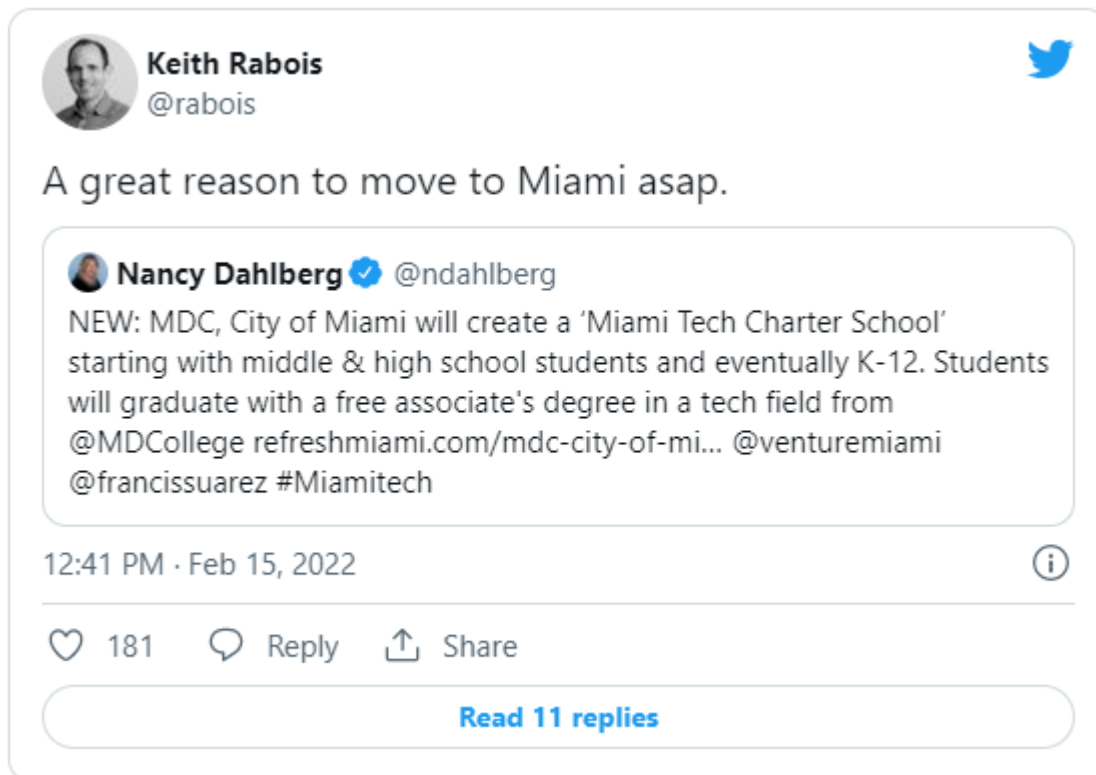 Keith Rabois
@rabois
A great reason to move to Miami asap.
Nancy Dahlberg @ndahlberg
NEW: MDC, City of Miami will create a ‘Miami Tech Charter School’
starting with middle & high school students and eventually K-12. Students
will graduate with a free associate's degree in a tech field from
@MDCollege refreshmiami.com/mdc-city-of-mi... @venturemiami
@francissuarez #Miamitech
12:41 PM · Feb 15, 2022
181 Reply Share
Read 11 replies